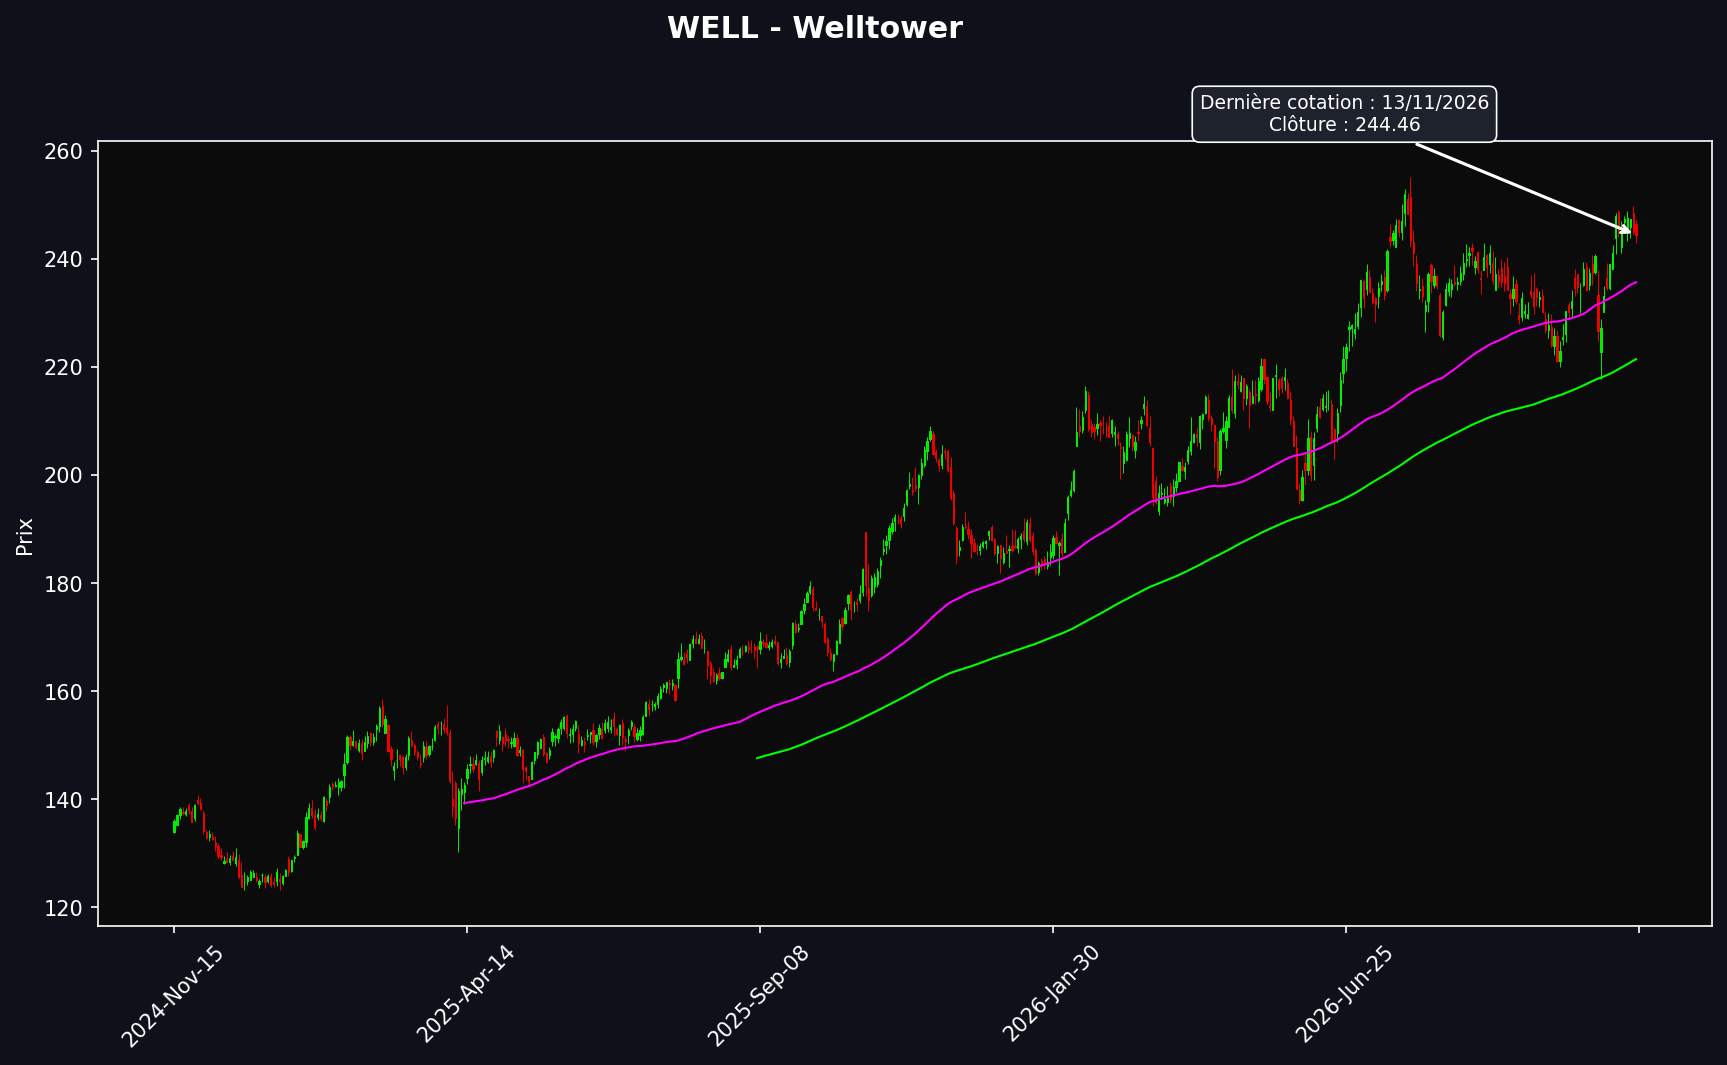 WELL - Welltower
Dernière cotation : 13/11/2026
Clôture : 244.46
Prix
260
240
220
200
180
160
140
120
2024-Nov-15
2025-Apr-14
2025-Sep-08
2026-Jan-30
2026-Jun-25